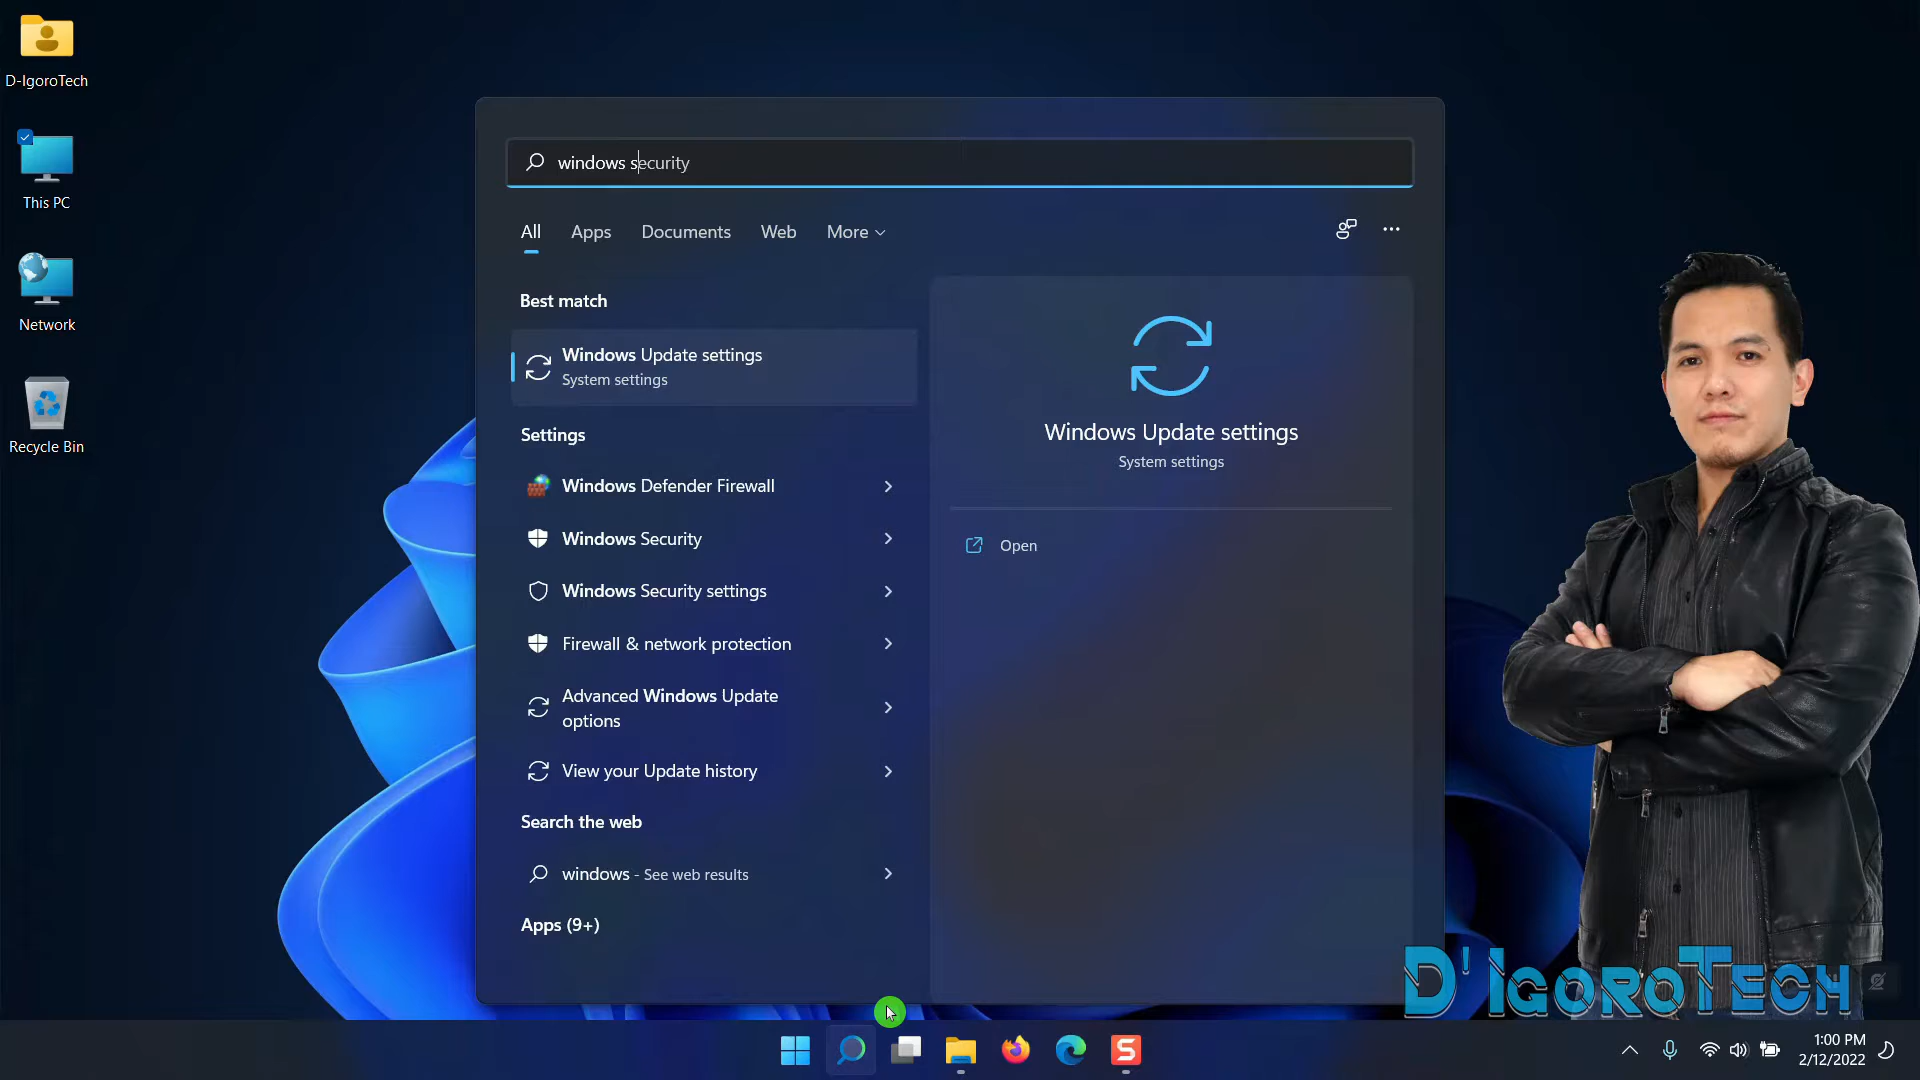 D-IgoroTech
This PC
Network
Recycle Bin
windows security
All Apps Documents Web More
Best match
Windows Update settings
System settings
Settings
Windows Defender Firewall
Windows Security
Windows Security settings
Firewall & network protection
Advanced Windows Update
options
View your Update history
Search the web
windows - See web results
Apps (9+)
Windows Update settings
System settings
Open
D'IGOROTECH
S
1:00 PM
2/12/2022